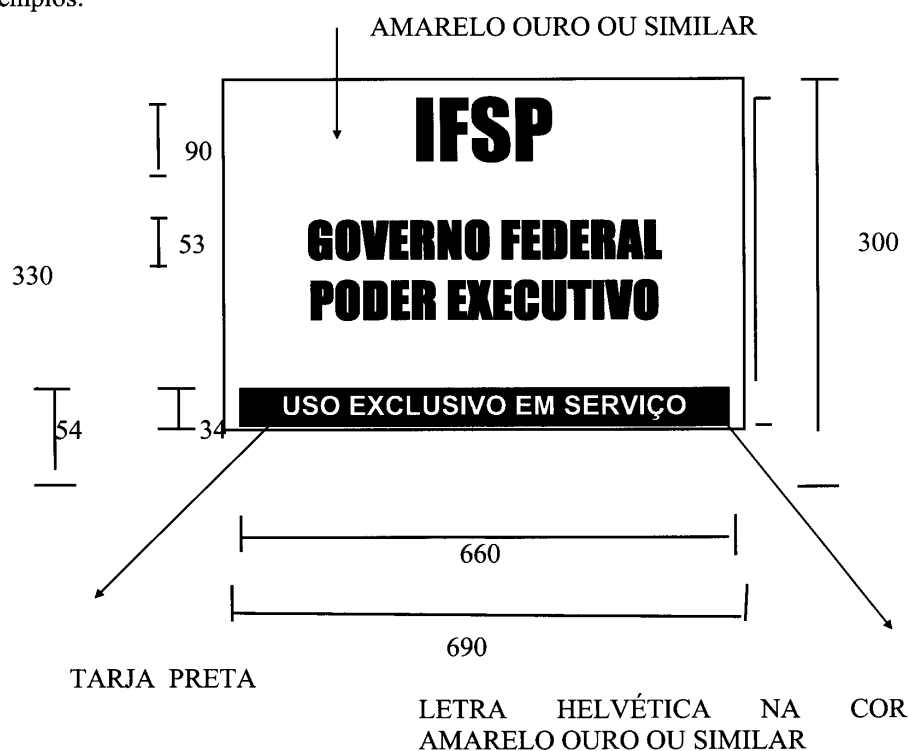 emplos:
AMARELO OURO OU SIMILAR
IFSP
90
GOVERNO FEDERAL
53
300
330
PODER EXECUTIVO
USO EXCLUSIVO EM SERVIÇO
54
34
660
690
TARJA PRETA
LETRA HELVÉTICA NA COR
AMARELO OURO OU SIMILAR